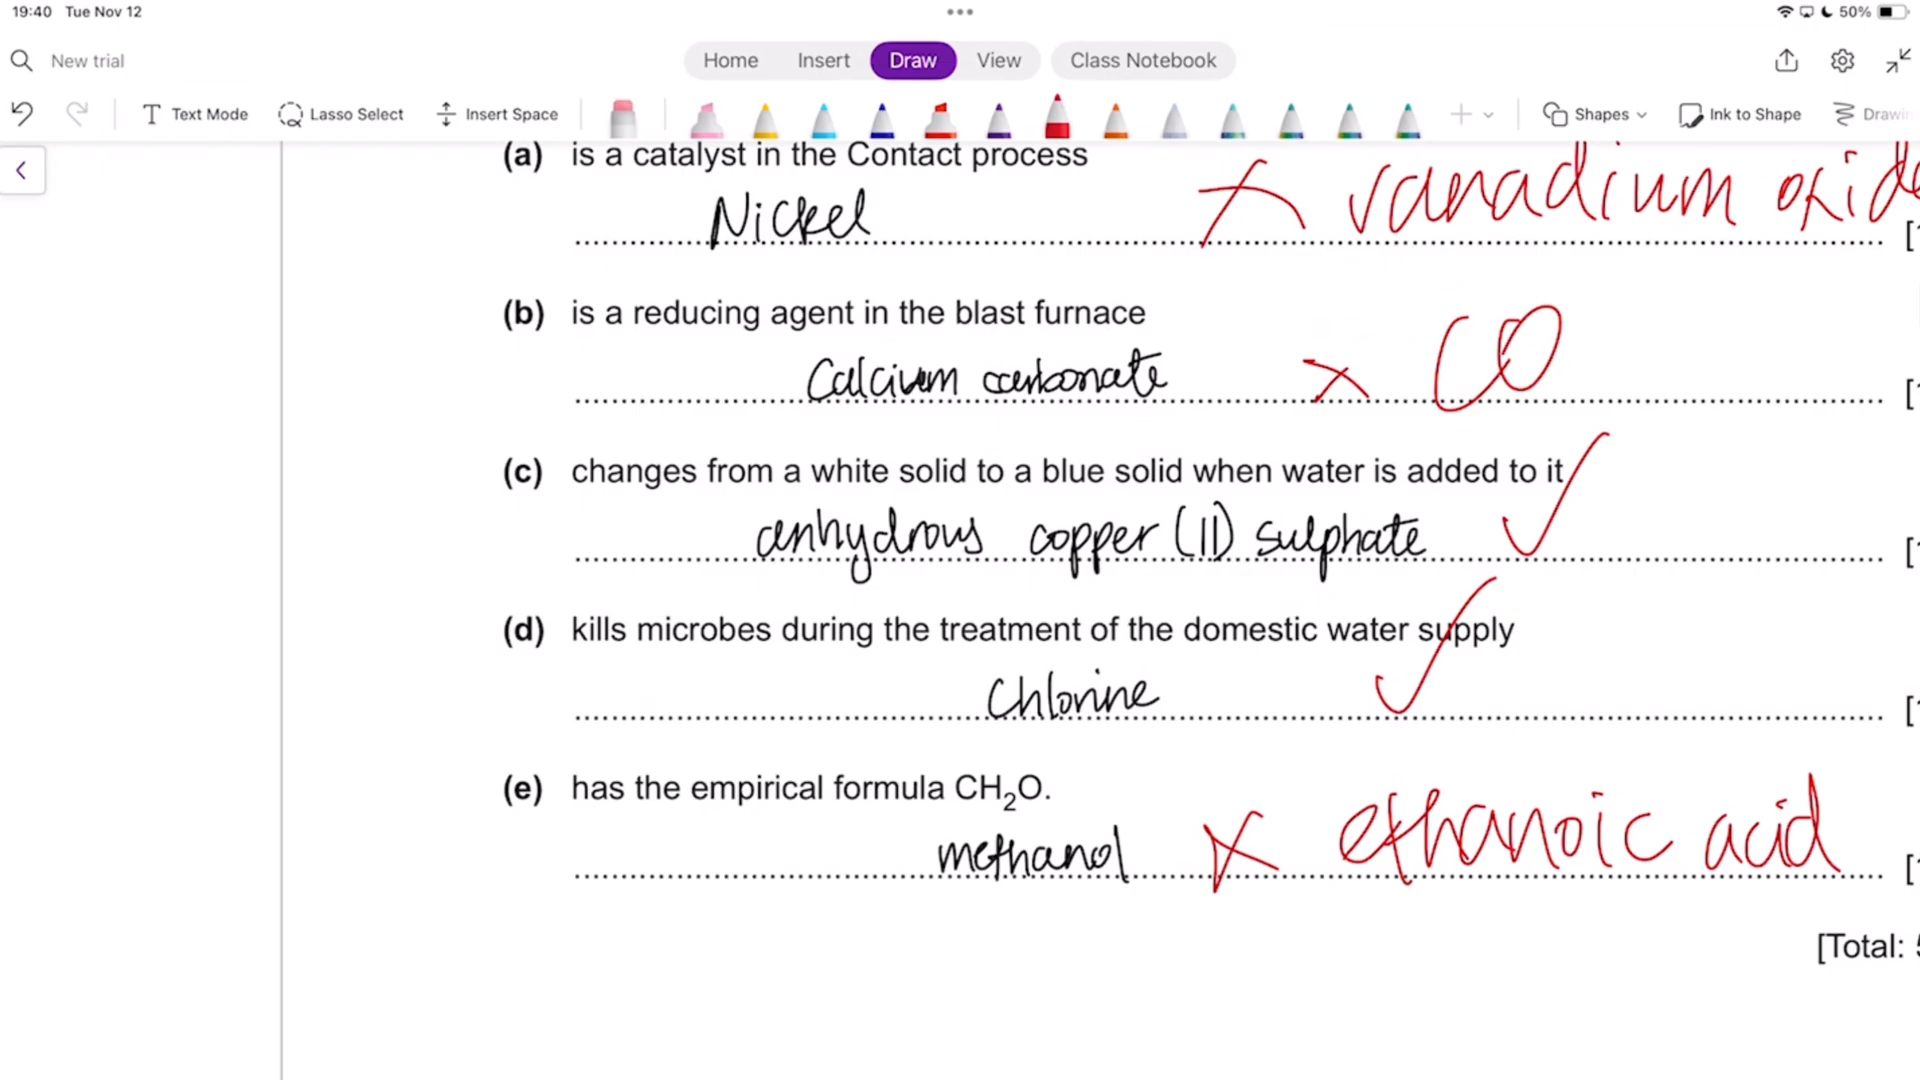 19:40 Tue Nov 12
50%
New trial
Home Insert Draw View Class Notebook
Text Mode Lasso Select Insert Space Shapes Ink to Shape
(a) is a catalyst in the Contact process
Nickel vanadium oxide
(b) is a reducing agent in the blast furnace
Calcium carbonate CO
(c) changes from a white solid to a blue solid when water is added to it
anhydrous copper (II) sulphate
(d) kills microbes during the treatment of the domestic water supply
Chlorine
(e) has the empirical formula CH₂O.
methanol ethanoic acid
[Total: